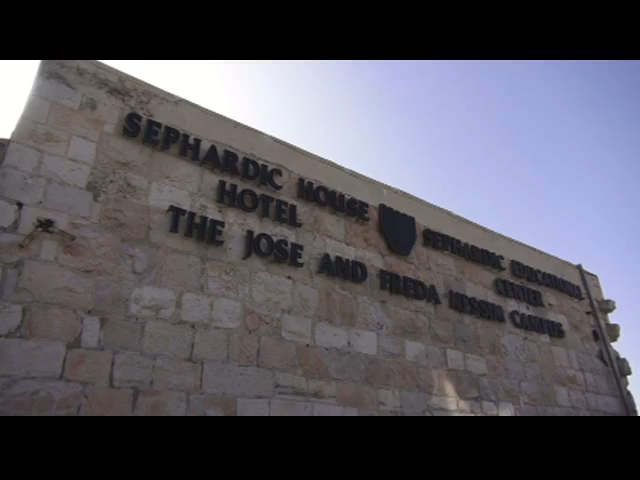 SEPHARDIC HOUSE
HOTEL
SEPHARDIC EDUCATIONAL
CENTER
THE JOSE AND FREDA NESSIM CAMPUS